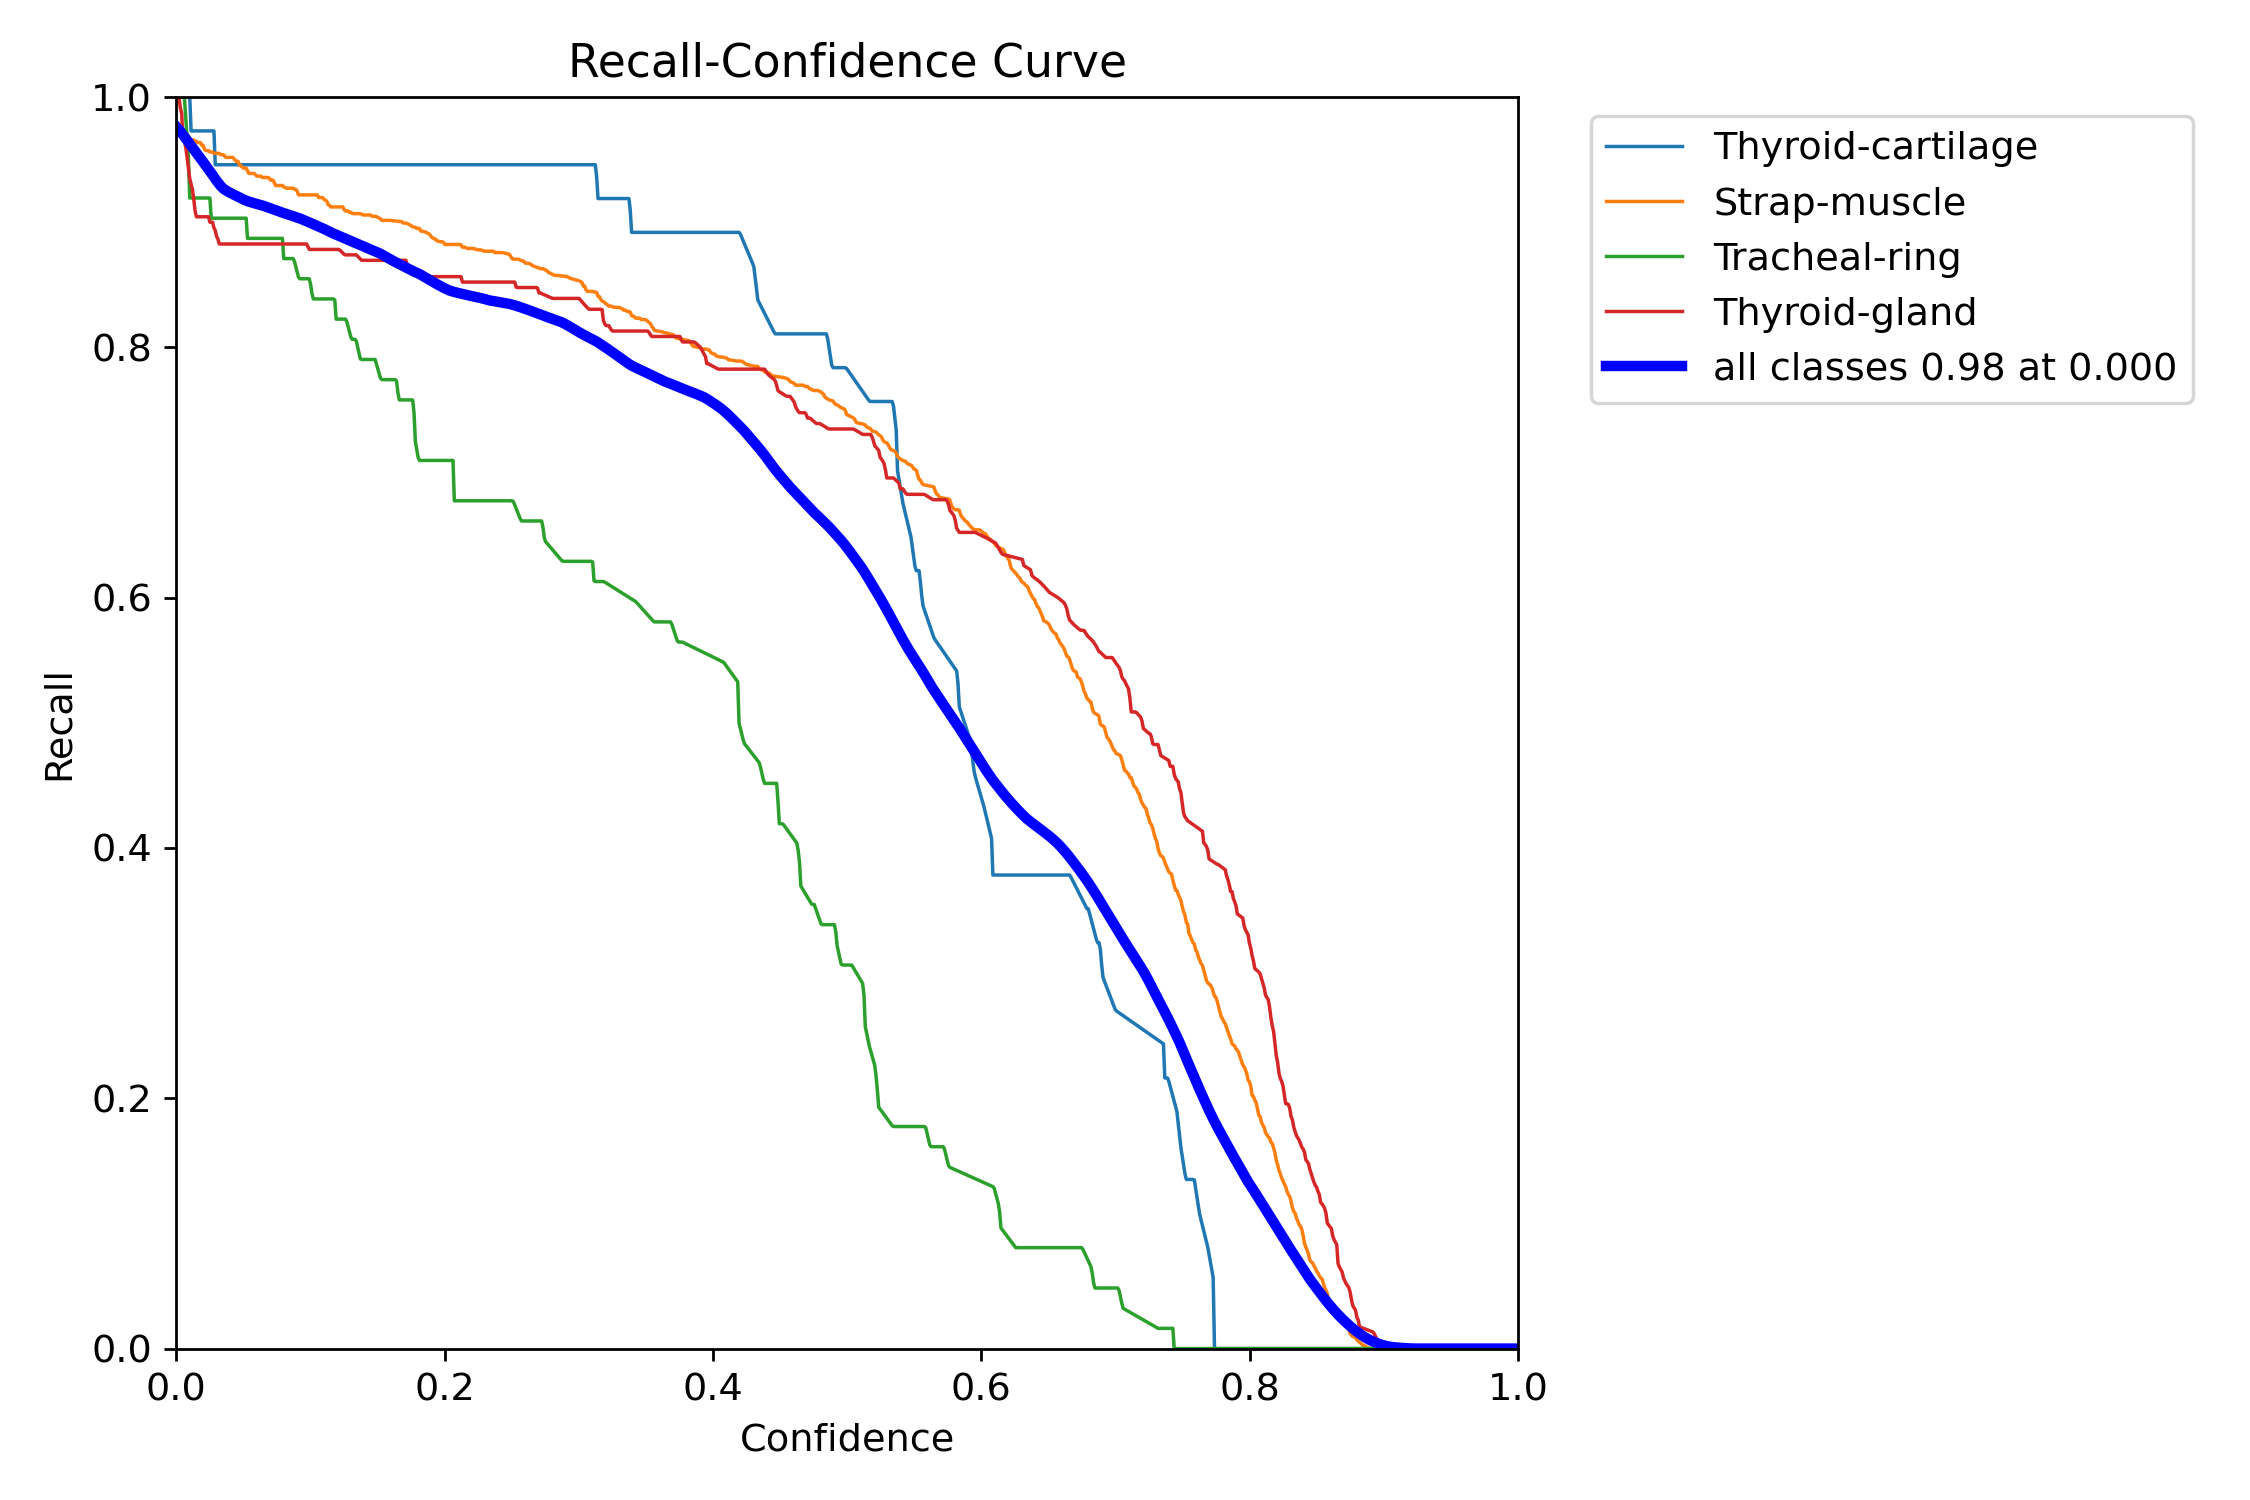 Recall-Confidence Curve
1.0
0.8
0.6
0.4
0.2
0.0
Recall
0.0 0.2 0.4 0.6 0.8 1.0
Confidence
Thyroid-cartilage
Strap-muscle
Tracheal-ring
Thyroid-gland
all classes 0.98 at 0.000